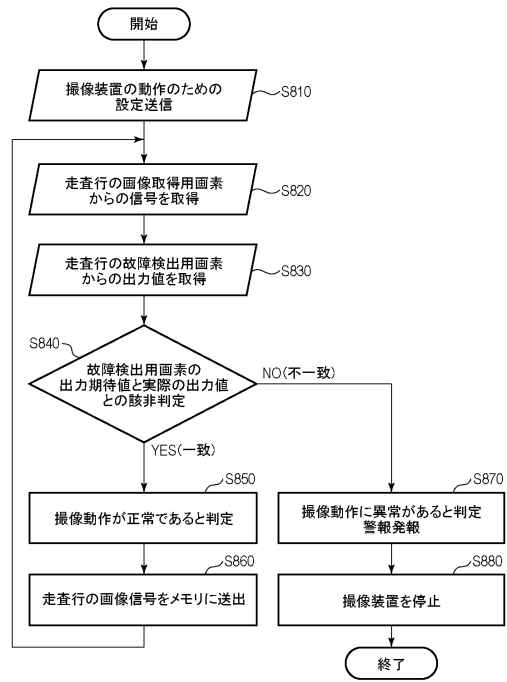 開始
撮像装置の動作のための
設定送信
S810
走査行の画像取得用画素
からの信号を取得
S820
走査行の故障検出用画素
からの出力値を取得
S830
S840
故障検出用画素の
出力期待値と実際の出力値
との該非判定
NO(不一致)
YES(一致)
S850
撮像動作が正常であると判定
S860
走査行の画像信号をメモリに送出
S870
撮像動作に異常があると判定
警報発報
S880
撮像装置を停止
終了